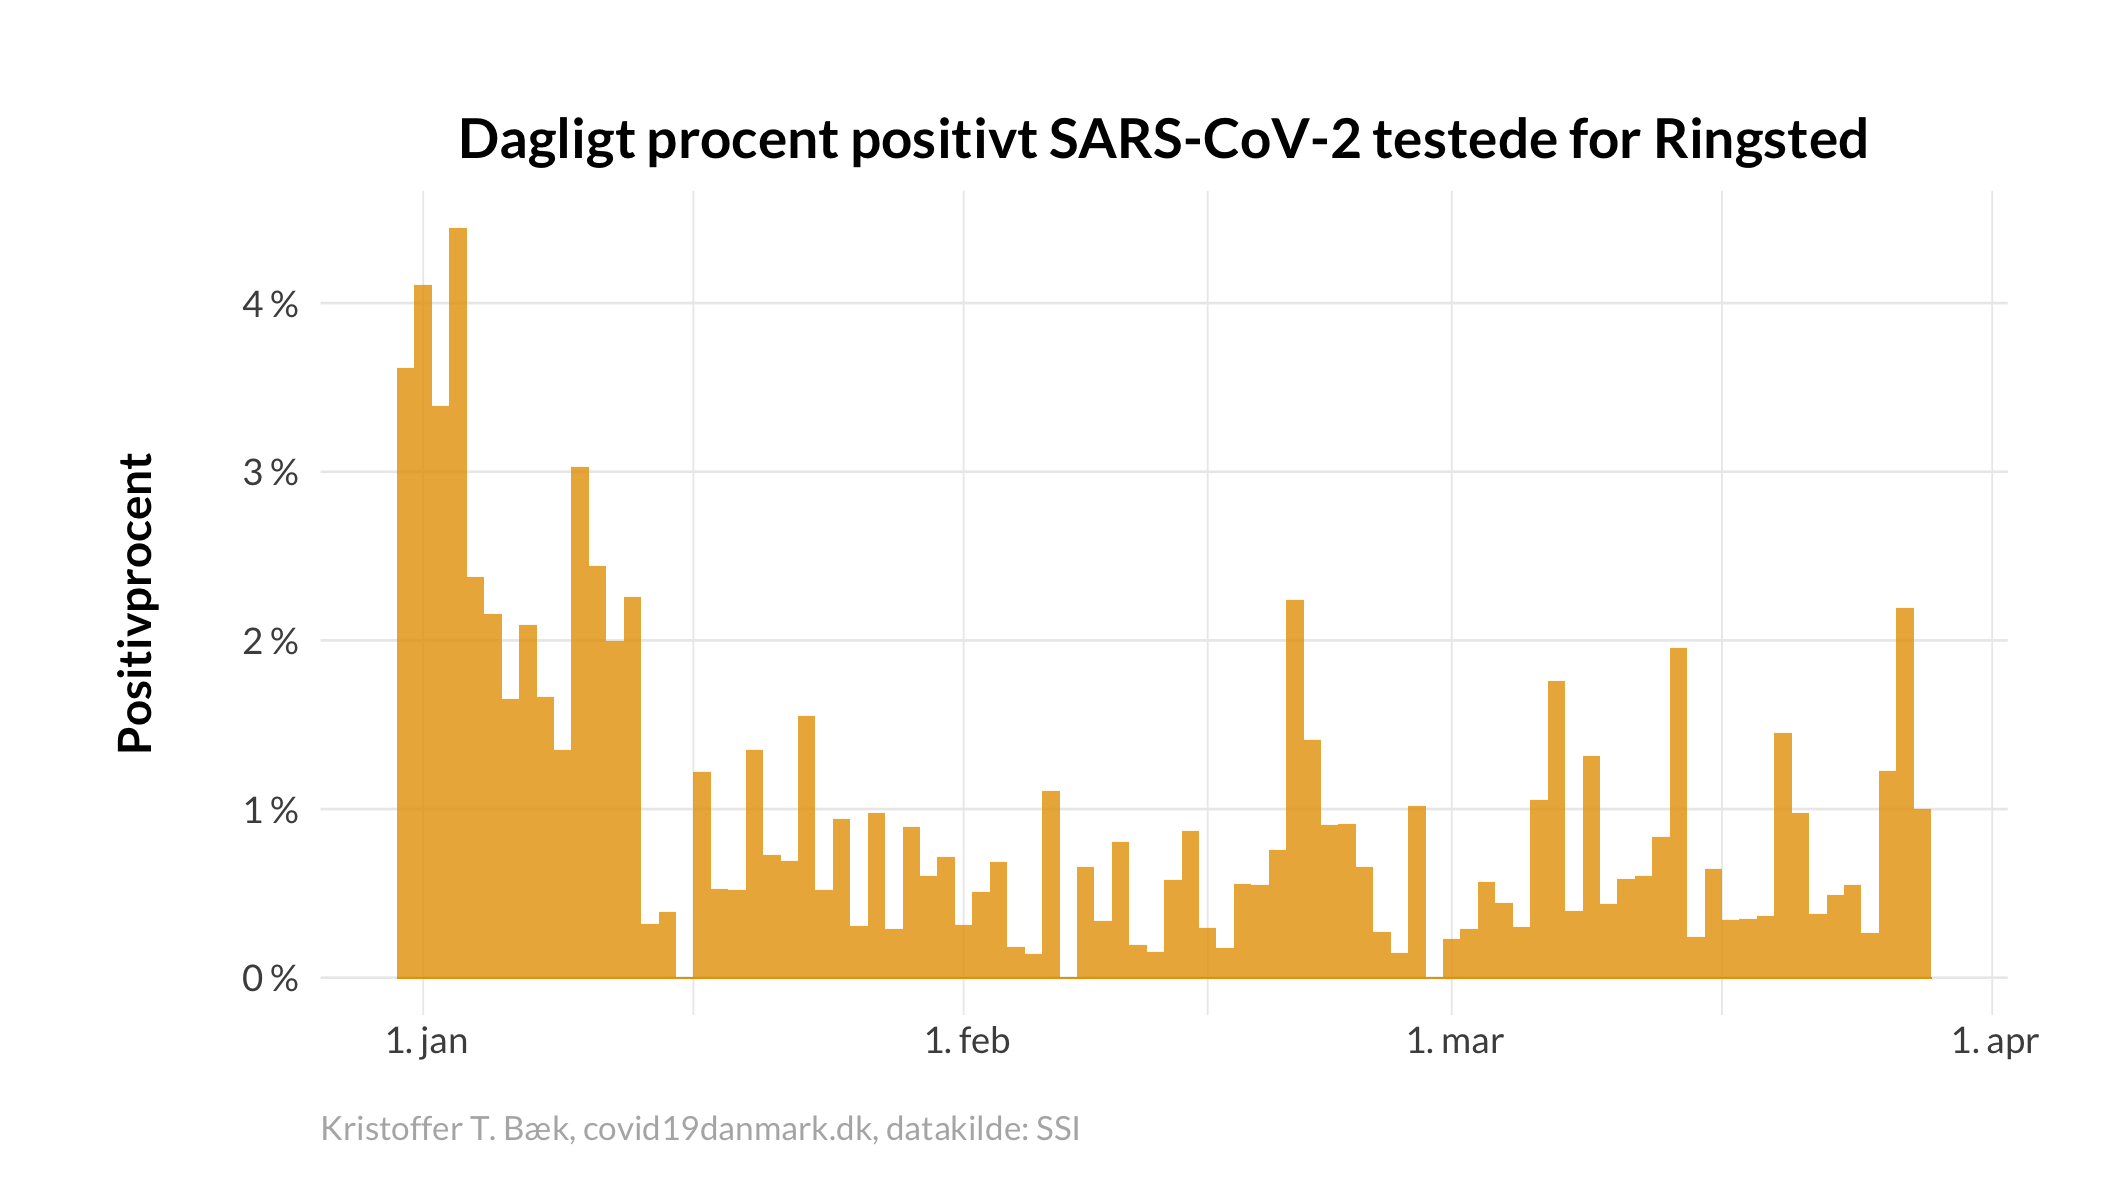 Dagligt procent positivt SARS-CoV-2 testede for Ringsted
Positivprocent
4 %
3 %
2 %
1 %
0 %
1. jan
1. feb
1. mar
1. apr
Kristoffer T. Bæk, covid19danmark.dk, datakilde: SSI